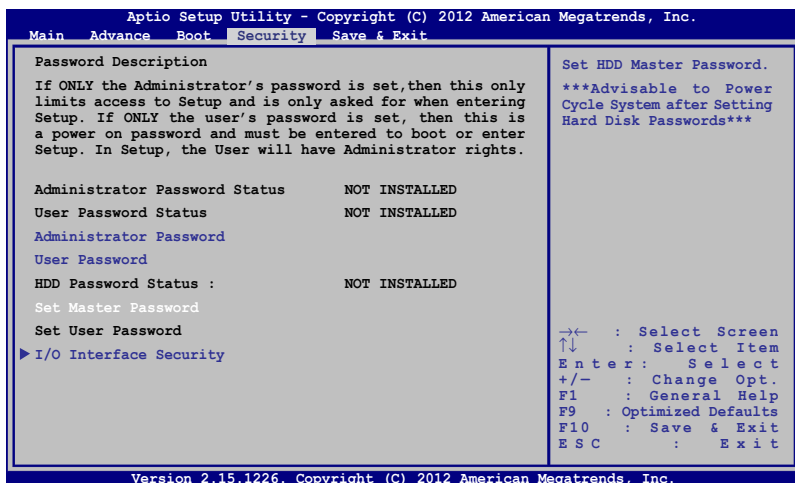 Aptio Setup Utility - Copyright (C) 2012 American Megatrends, Inc.
Main Advance Boot Security Save & Exit
Password Description
If ONLY the Administrator's password is set,then this only
limits access to Setup and is only asked for when entering
Setup. If ONLY the user's password is set, then this is
a power on password and must be entered to boot or enter
Setup. In Setup, the User will have Administrator rights.
Administrator Password Status NOT INSTALLED
User Password Status NOT INSTALLED
Administrator Password
User Password
HDD Password Status : NOT INSTALLED
Set Master Password
Set User Password
I/O Interface Security
Set HDD Master Password.
***Advisable to Power
Cycle System after Setting
Hard Disk Passwords***
→← : Select Screen
↑↓ : Select Item
Enter: Select
+/— : Change Opt.
F1 : General Help
F9 : Optimized Defaults
F10 : Save & Exit
ESC : Exit
Version 2.15.1226. Copyright (C) 2012 American Megatrends, Inc.